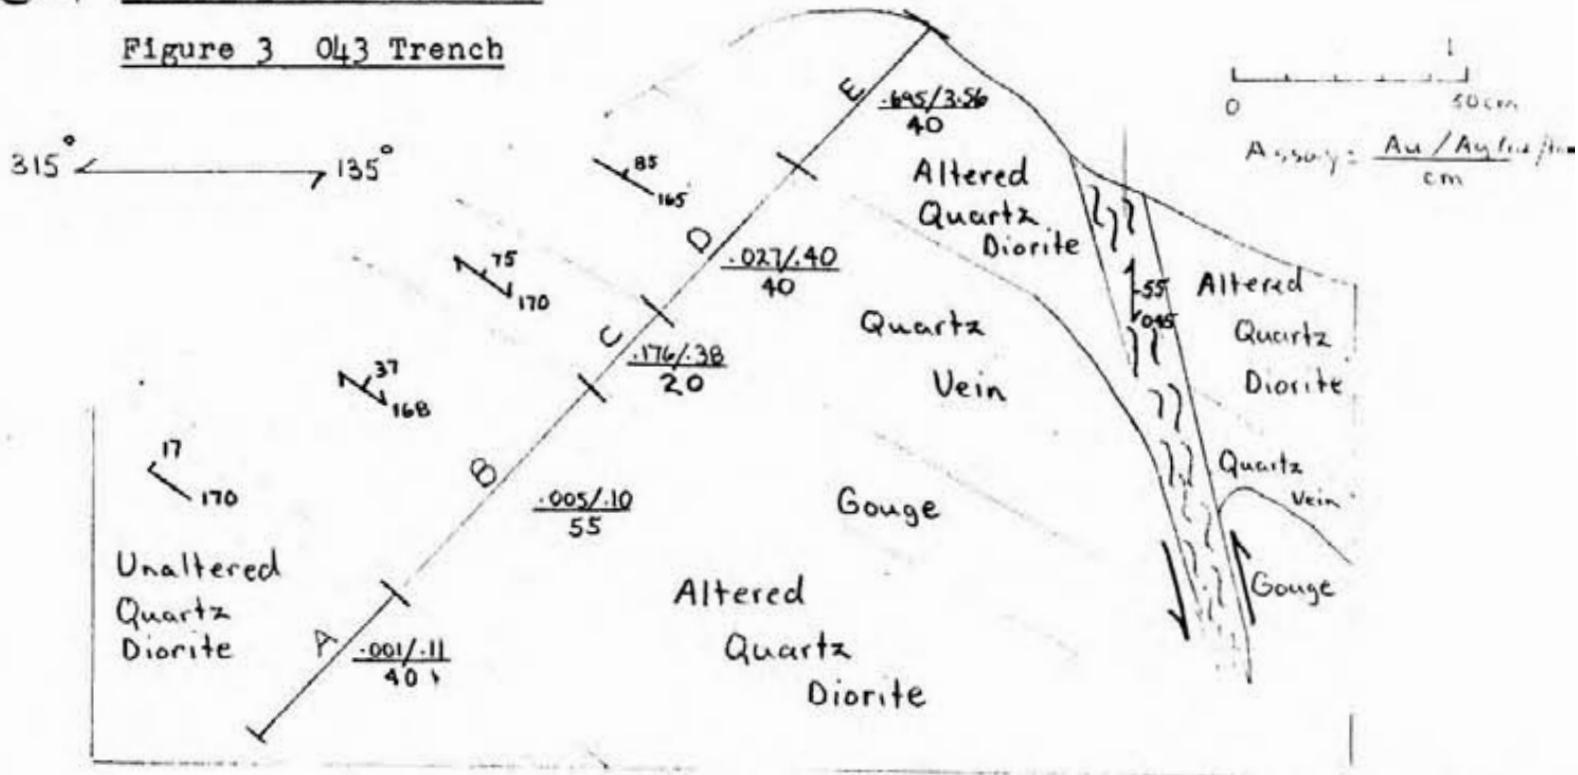 Figure 3 043 Trench
315° 135°
0 50cm
Assay = Au / Ag
cm
E
.695/3.56
40
Altered
Quartz
Diorite
85
165
D
.027/.40
40
75
170
C
.176/.38
20
Quartz
Vein
55
045
Altered
Quartz
Diorite
37
168
B
.005/.10
55
17
170
Gouge
Quartz
Vein
Gouge
Unaltered
Quartz
Diorite
A
.001/.11
40
Altered
Quartz
Diorite